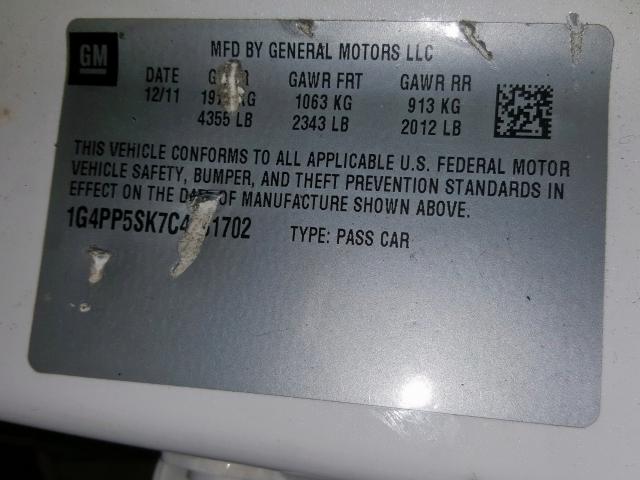 GM
MFD BY GENERAL MOTORS LLC
DATE GAWR FRT GAWR RR
12/11 1063 KG 913 KG
4355 LB 2343 LB 2012 LB
THIS VEHICLE CONFORMS TO ALL APPLICABLE U.S. FEDERAL MOTOR
VEHICLE SAFETY, BUMPER, AND THEFT PREVENTION STANDARDS IN
EFFECT ON THE DATE OF MANUFACTURE SHOWN ABOVE.
TYPE: PASS CAR